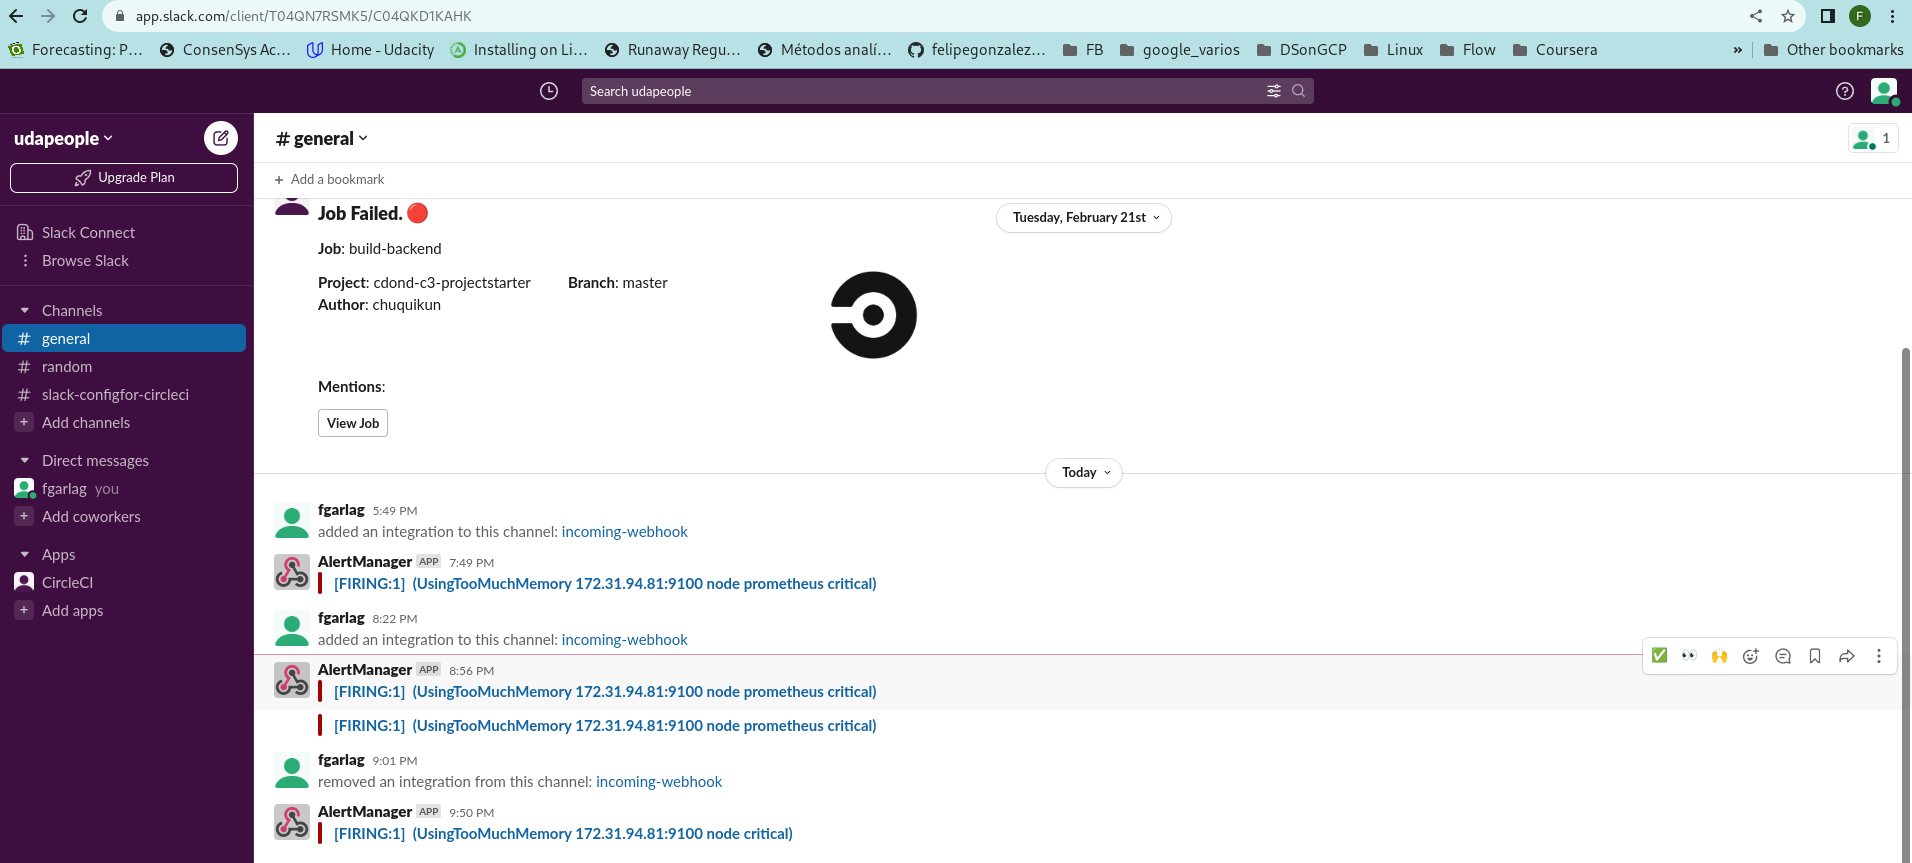 app.slack.com/client/T04QN7RSMK5/C04QKD1KAHK
F
Forecasting: P...
ConsenSys Ac...
Home - Udacity
Installing on Li...
Runaway Regu...
Métodos analí...
felipegonzalez...
FB
google_varios
DSonGCP
Linux
Flow
Coursera
»
Other bookmarks
Search udapeople
udapeople
Upgrade Plan
Slack Connect
Browse Slack
Channels
# general
# random
# slack-configfor-circleci
+ Add channels
Direct messages
fgarlag you
+ Add coworkers
Apps
CircleCI
+ Add apps
# general
1
+ Add a bookmark
Job Failed.
Tuesday, February 21st
Job: build-backend
Project: cdond-c3-projectstarter Branch: master
Author: chuquikun
Mentions:
View Job
Today
fgarlag 5:49 PM
added an integration to this channel: incoming-webhook
AlertManager APP 7:49 PM
[FIRING:1] (UsingTooMuchMemory 172.31.94.81:9100 node prometheus critical)
fgarlag 8:22 PM
added an integration to this channel: incoming-webhook
AlertManager APP 8:56 PM
[FIRING:1] (UsingTooMuchMemory 172.31.94.81:9100 node prometheus critical)
[FIRING:1] (UsingTooMuchMemory 172.31.94.81:9100 node prometheus critical)
fgarlag 9:01 PM
removed an integration from this channel: incoming-webhook
AlertManager APP 9:50 PM
[FIRING:1] (UsingTooMuchMemory 172.31.94.81:9100 node critical)